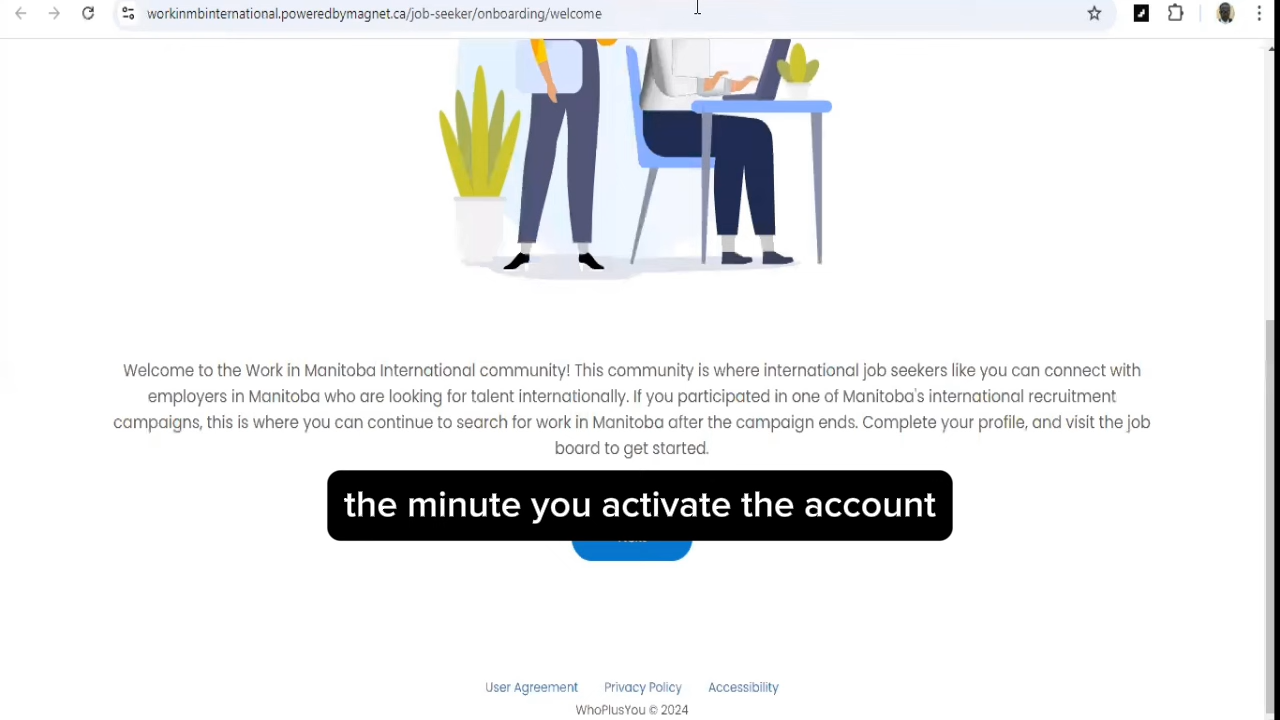 workinmbinternational.poweredbymagnet.ca/job-seeker/onboarding/welcome
Welcome to the Work in Manitoba International community! This community is where international job seekers like you can connect with
employers in Manitoba who are looking for talent internationally. If you participated in one of Manitoba's international recruitment
campaigns, this is where you can continue to search for work in Manitoba after the campaign ends. Complete your profile, and visit the job
board to get started.
the minute you activate the account
User Agreement Privacy Policy Accessibility
WhoPlusYou © 2024